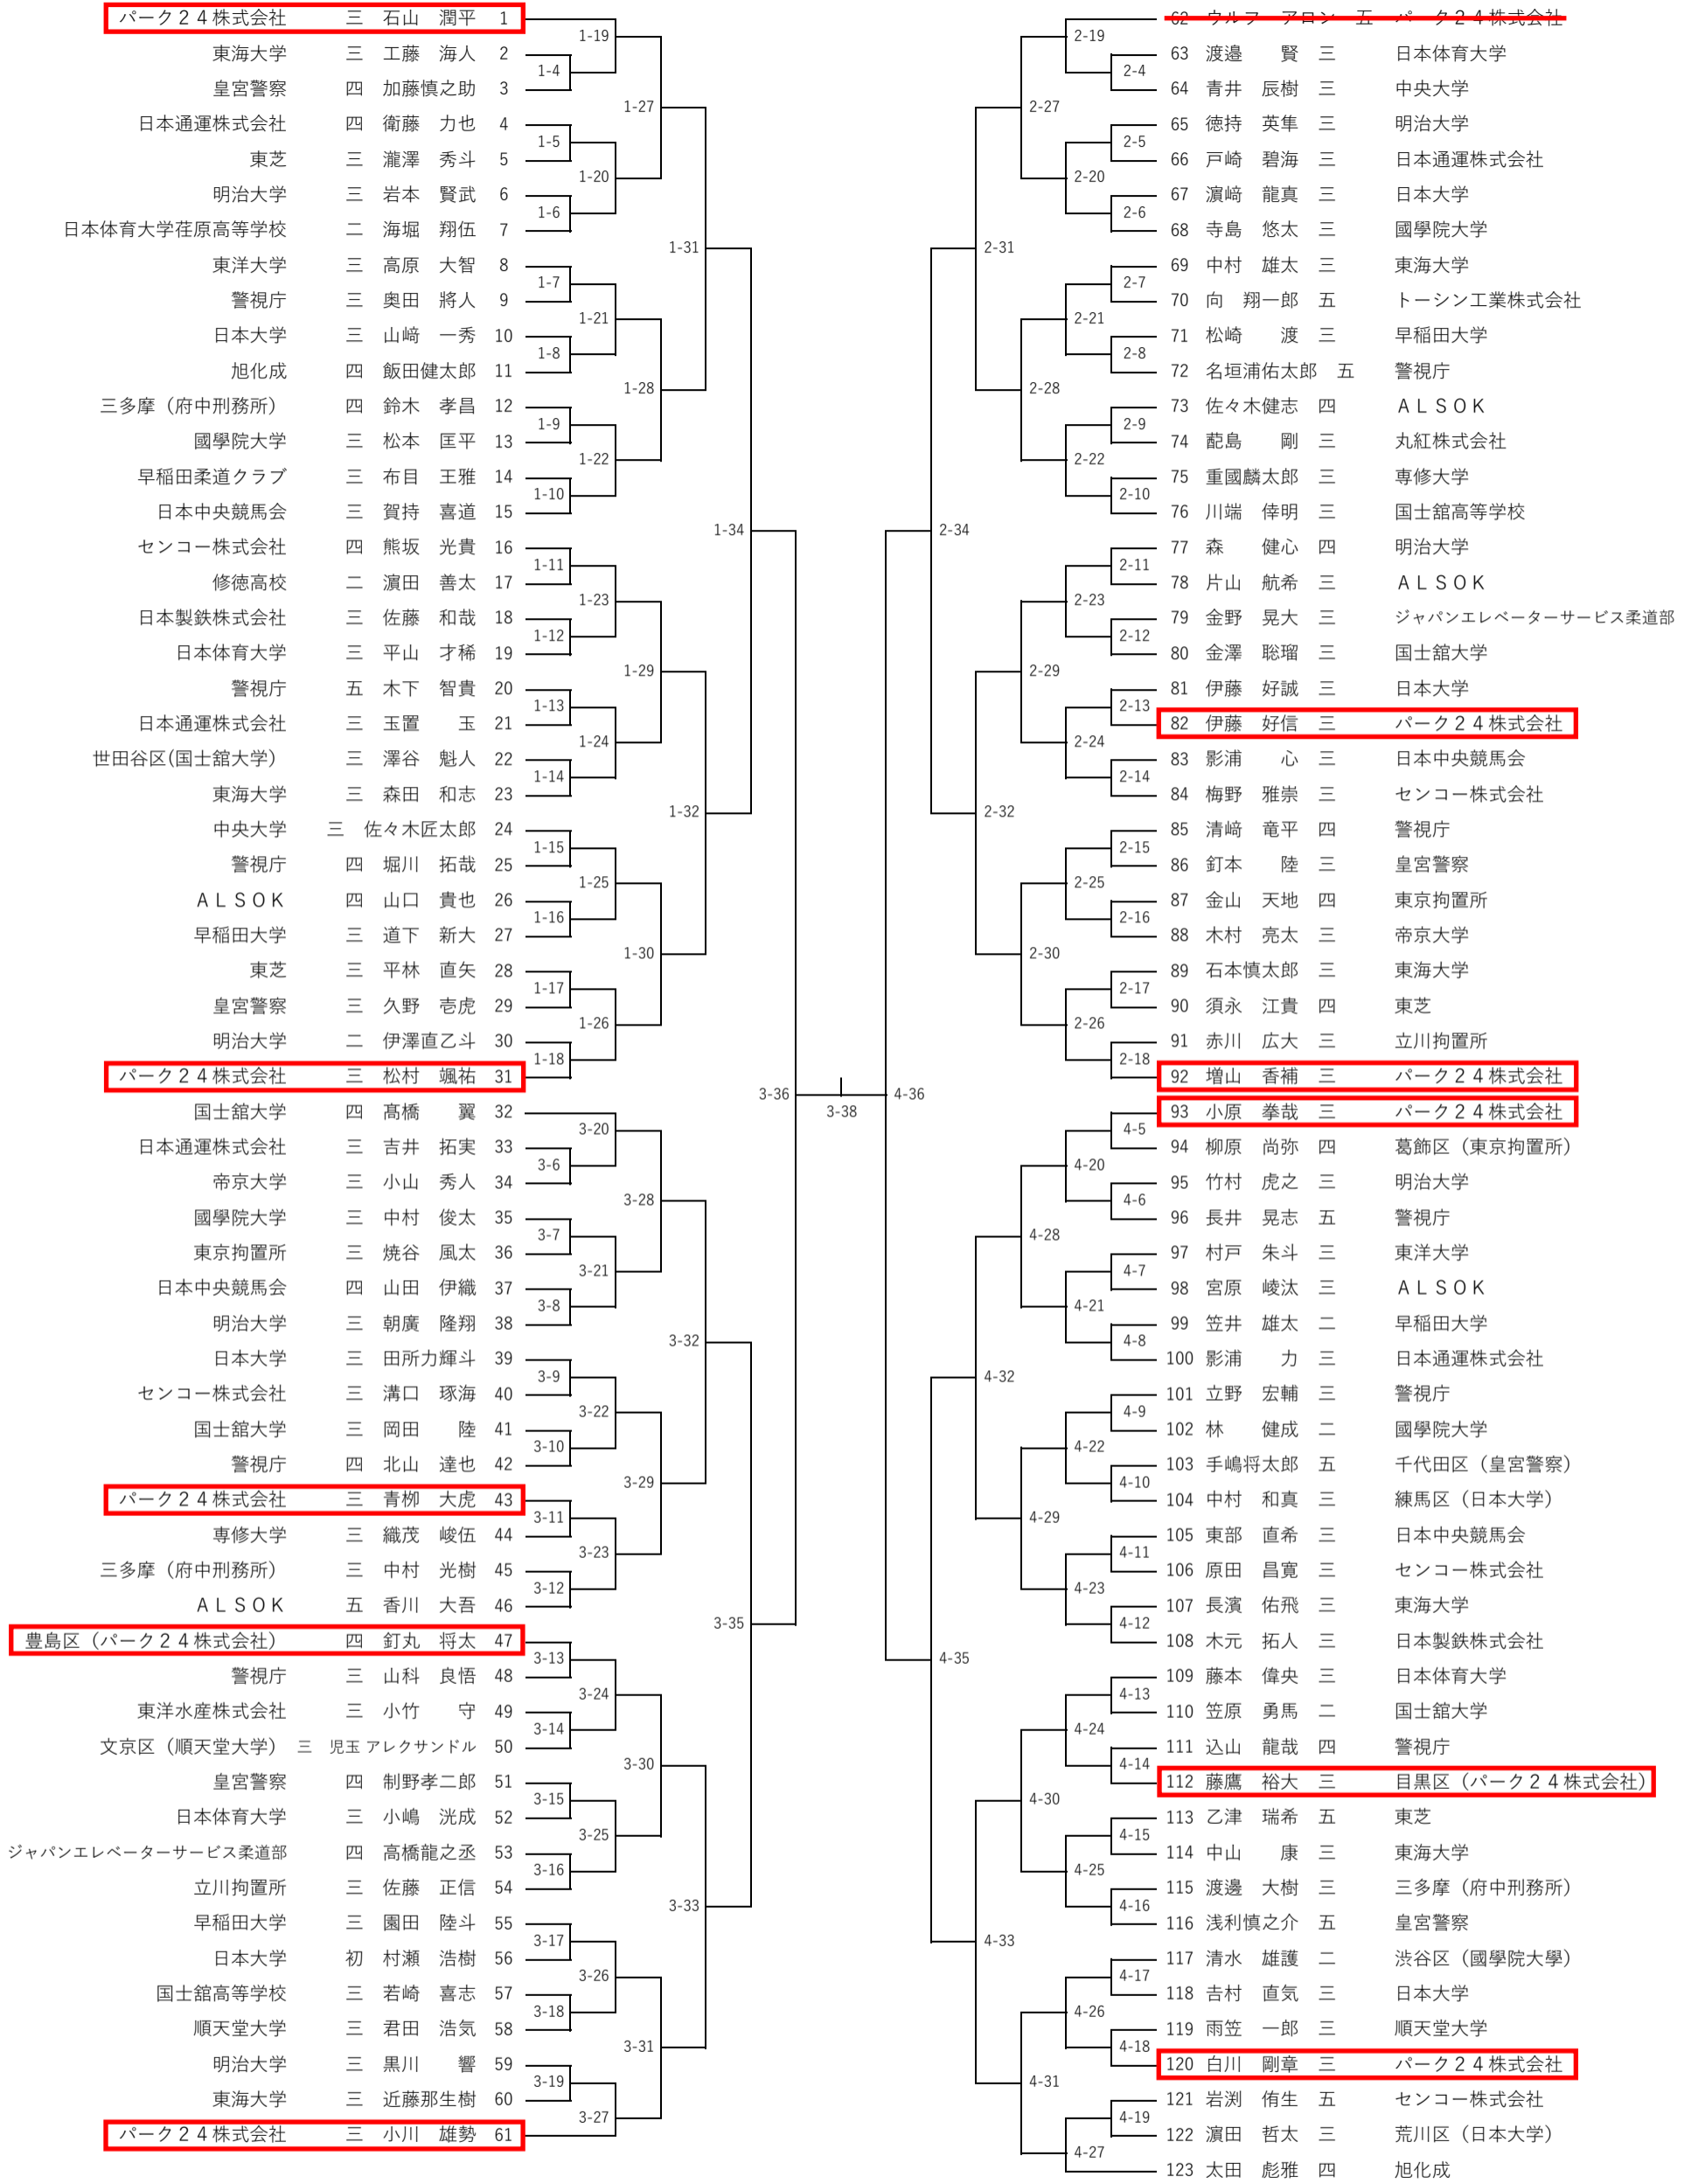 パーク２４株式会社 三 石山 潤平 1
東海大学 三 工藤 海人 2
皇宮警察 四 加藤慎之助 3
日本通運株式会社 四 衛藤 力也 4
東芝 三 瀧澤 秀斗 5
明治大学 三 岩本 賢武 6
日本体育大学荏原高等学校 二 海堀 翔伍 7
東洋大学 三 高原 大智 8
警視庁 三 奥田 將人 9
日本大学 三 山﨑 一秀 10
旭化成 四 飯田健太郎 11
三多摩（府中刑務所） 四 鈴木 孝昌 12
國學院大学 三 松本 匡平 13
早稲田柔道クラブ 三 布目 王雅 14
日本中央競馬会 三 賀持 喜道 15
センコー株式会社 四 熊坂 光貴 16
修徳高校 二 濵田 善太 17
日本製鉄株式会社 三 佐藤 和哉 18
日本体育大学 三 平山 才稀 19
警視庁 五 木下 智貴 20
日本通運株式会社 三 玉置 玉 21
世田谷区(国士舘大学) 三 澤谷 魁人 22
東海大学 三 森田 和志 23
中央大学 三 佐々木匠太郎 24
警視庁 四 堀川 拓哉 25
ＡＬＳＯＫ 四 山口 貴也 26
早稲田大学 三 道下 新大 27
東芝 三 平林 直矢 28
皇宮警察 三 久野 壱虎 29
明治大学 二 伊澤直乙斗 30
パーク２４株式会社 三 松村 颯祐 31
国士舘大学 四 髙橋 翼 32
日本通運株式会社 三 吉井 拓実 33
帝京大学 三 小山 秀人 34
國學院大学 三 中村 俊太 35
東京拘置所 三 焼谷 風太 36
日本中央競馬会 四 山田 伊織 37
明治大学 三 朝廣 隆翔 38
日本大学 三 田所力輝斗 39
センコー株式会社 三 溝口 琢海 40
国士舘大学 三 岡田 陸 41
警視庁 四 北山 達也 42
パーク２４株式会社 三 青栁 大虎 43
専修大学 三 織茂 峻伍 44
三多摩（府中刑務所） 三 中村 光樹 45
ＡＬＳＯＫ 五 香川 大吾 46
豊島区（パーク２４株式会社） 四 釘丸 将太 47
警視庁 三 山科 良悟 48
東洋水産株式会社 三 小竹 守 49
文京区（順天堂大学） 三 児玉 アレクサンドル 50
皇宮警察 四 制野孝二郎 51
日本体育大学 三 小嶋 洸成 52
ジャパンエレベーターサービス柔道部 四 高橋龍之丞 53
立川拘置所 三 佐藤 正信 54
早稲田大学 三 園田 陸斗 55
日本大学 初 村瀬 浩樹 56
国士舘高等学校 三 若崎 喜志 57
順天堂大学 三 君田 浩気 58
明治大学 三 黒川 響 59
東海大学 三 近藤那生樹 60
パーク２４株式会社 三 小川 雄勢 61
1-4
1-5
1-6
1-7
1-8
1-9
1-10
1-11
1-12
1-13
1-14
1-15
1-16
1-17
1-18
3-6
3-7
3-8
3-9
3-10
3-11
3-12
3-13
3-14
3-15
3-16
3-17
3-18
3-19
1-19
1-20
1-21
1-22
1-23
1-24
1-25
1-26
3-20
3-21
3-22
3-23
3-24
3-25
3-26
3-27
1-27
1-28
1-29
1-30
3-28
3-29
3-30
3-31
1-31
1-32
3-32
3-33
1-34
3-35
3-36
3-38
4-36
2-34
4-35
2-31
2-32
4-32
4-33
2-27
2-28
2-29
2-30
4-28
4-29
4-30
4-31
2-19
2-20
2-21
2-22
2-23
2-24
2-25
2-26
4-20
4-21
4-22
4-23
4-24
4-25
4-26
4-27
2-4
2-5
2-6
2-7
2-8
2-9
2-10
2-11
2-12
2-13
2-14
2-15
2-16
2-17
2-18
4-5
4-6
4-7
4-8
4-9
4-10
4-11
4-12
4-13
4-14
4-15
4-16
4-17
4-18
4-19
62 ウルフ アロン 五 パーク２４株式会社
63 渡邉 賢 三 日本体育大学
64 青井 辰樹 三 中央大学
65 徳持 英隼 三 明治大学
66 戸崎 碧海 三 日本通運株式会社
67 濵﨑 龍真 三 日本大学
68 寺島 悠太 三 國學院大学
69 中村 雄太 三 東海大学
70 向 翔一郎 五 トーシン工業株式会社
71 松崎 渡 三 早稲田大学
72 名垣浦佑太郎 五 警視庁
73 佐々木健志 四 ＡＬＳＯＫ
74 蓜島 剛 三 丸紅株式会社
75 重國麟太郎 三 専修大学
76 川端 倖明 三 国士舘高等学校
77 森 健心 四 明治大学
78 片山 航希 三 ＡＬＳＯＫ
79 金野 晃大 三 ジャパンエレベーターサービス柔道部
80 金澤 聡瑠 三 国士舘大学
81 伊藤 好誠 三 日本大学
82 伊藤 好信 三 パーク２４株式会社
83 影浦 心 三 日本中央競馬会
84 梅野 雅崇 三 センコー株式会社
85 清﨑 竜平 四 警視庁
86 釘本 陸 三 皇宮警察
87 金山 天地 四 東京拘置所
88 木村 亮太 三 帝京大学
89 石本慎太郎 三 東海大学
90 須永 江貴 四 東芝
91 赤川 広大 三 立川拘置所
92 増山 香補 三 パーク２４株式会社
93 小原 拳哉 三 パーク２４株式会社
94 柳原 尚弥 四 葛飾区（東京拘置所）
95 竹村 虎之 三 明治大学
96 長井 晃志 五 警視庁
97 村戸 朱斗 三 東洋大学
98 宮原 崚汰 三 ＡＬＳＯＫ
99 笠井 雄太 二 早稲田大学
100 影浦 力 三 日本通運株式会社
101 立野 宏輔 三 警視庁
102 林 健成 二 國學院大学
103 手嶋将太郎 五 千代田区（皇宮警察）
104 中村 和真 三 練馬区（日本大学）
105 東部 直希 三 日本中央競馬会
106 原田 昌寛 三 センコー株式会社
107 長濱 佑飛 三 東海大学
108 木元 拓人 三 日本製鉄株式会社
109 藤本 偉央 三 日本体育大学
110 笠原 勇馬 二 国士舘大学
111 込山 龍哉 四 警視庁
112 藤鷹 裕大 三 目黒区（パーク２４株式会社）
113 乙津 瑞希 五 東芝
114 中山 康 三 東海大学
115 渡邊 大樹 三 三多摩（府中刑務所）
116 浅利慎之介 五 皇宮警察
117 清水 雄護 二 渋谷区（國學院大學）
118 吉村 直気 三 日本大学
119 雨笠 一郎 三 順天堂大学
120 白川 剛章 三 パーク２４株式会社
121 岩渕 侑生 五 センコー株式会社
122 濵田 哲太 三 荒川区（日本大学）
123 太田 彪雅 四 旭化成